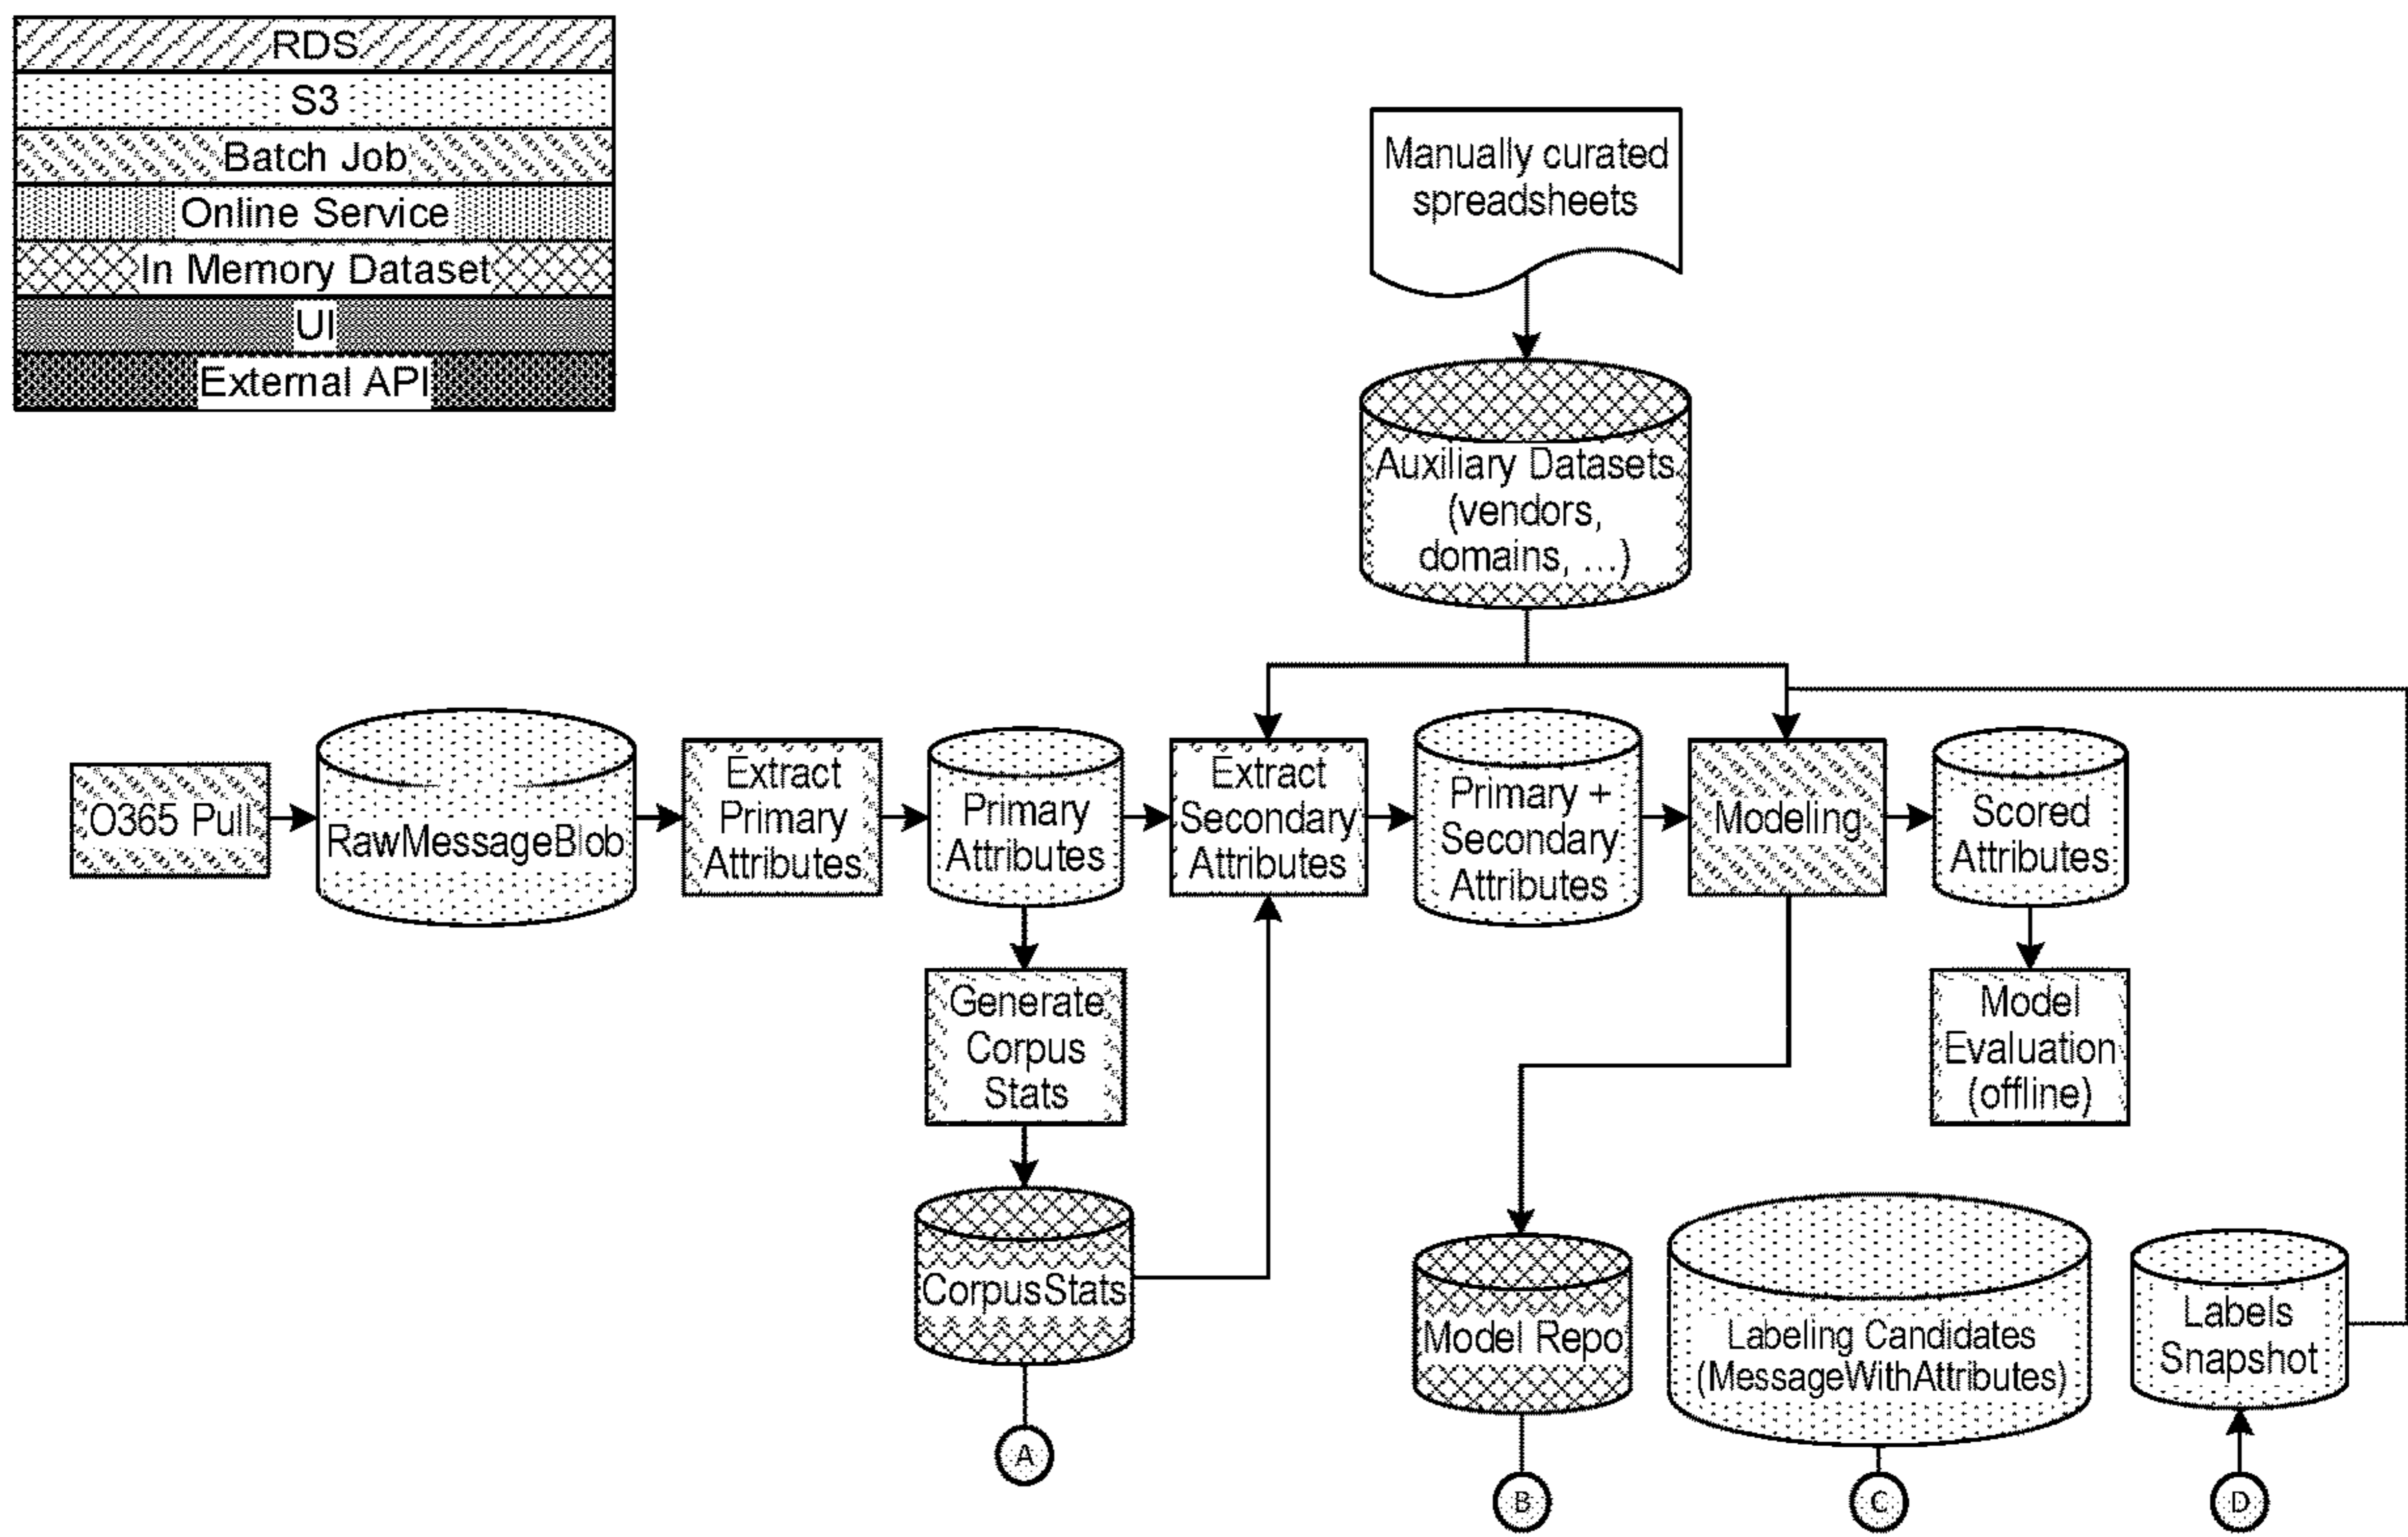 RDS
S3
Batch Job
Online Service
In Memory Dataset
UI
External API
Manually curated
spreadsheets
Auxiliary Datasets
(vendors,
domains, ...)
O365 Pull
RawMessageBlob
Extract
Primary
Attributes
Primary
Attributes
Extract
Secondary
Attributes
Primary +
Secondary
Attributes
Modeling
Scored
Attributes
Generate
Corpus
Stats
Model
Evaluation
(offline)
CorpusStats
Model Repo
Labeling Candidates
(MessageWithAttributes)
Labels
Snapshot
A
B
C
D